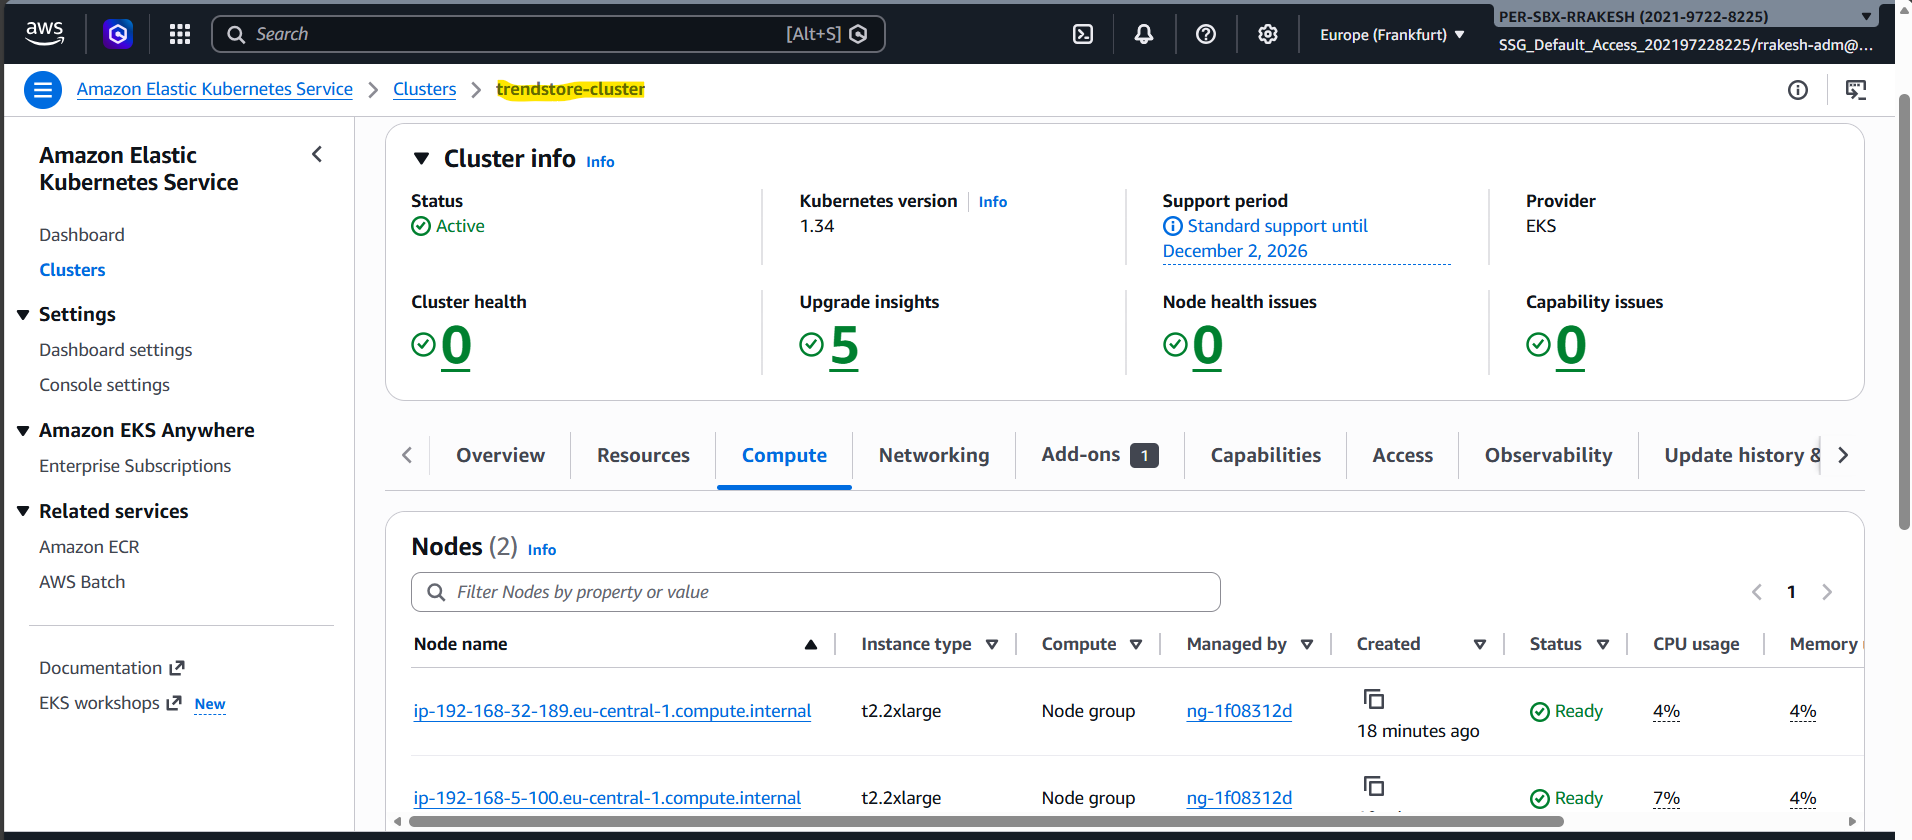 aws
Search
[Alt+S]
Europe (Frankfurt)
PER-SBX-RRAKESH (2021-9722-8225)
SSG_Default_Access_202197228225/rrakesh-adm@...
Amazon Elastic Kubernetes Service
Clusters
trendstore-cluster
Amazon Elastic
Kubernetes Service
Dashboard
Clusters
Settings
Dashboard settings
Console settings
Amazon EKS Anywhere
Enterprise Subscriptions
Related services
Amazon ECR
AWS Batch
Documentation
EKS workshops New
Cluster info Info
Status
Active
Kubernetes version Info
1.34
Support period
Standard support until
December 2, 2026
Provider
EKS
Cluster health
0
Upgrade insights
5
Node health issues
0
Capability issues
0
Overview Resources Compute Networking Add-ons 1 Capabilities Access Observability Update history &
Nodes (2) Info
Filter Nodes by property or value
1
Node name Instance type Compute Managed by Created Status CPU usage Memory
ip-192-168-32-189.eu-central-1.compute.internal t2.2xlarge Node group ng-1f08312d 18 minutes ago Ready 4% 4%
ip-192-168-5-100.eu-central-1.compute.internal t2.2xlarge Node group ng-1f08312d Ready 7% 4%